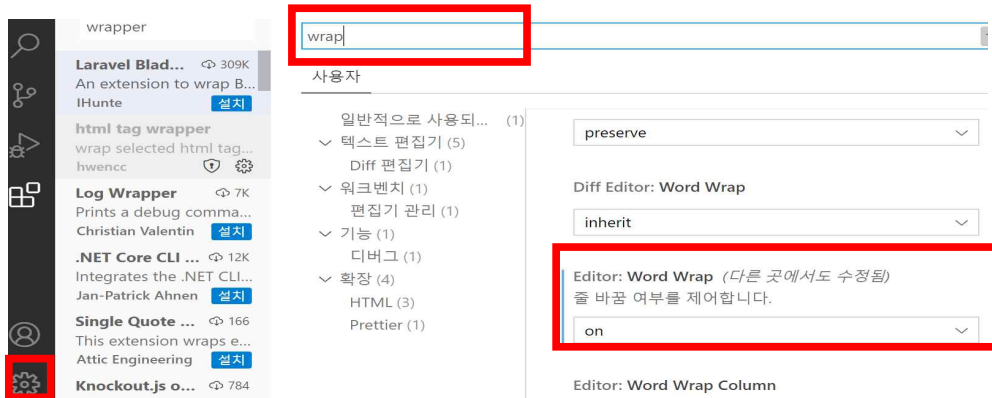 wrapper
Laravel Blad... 309K
An extension to wrap B...
IHunte 설치
html tag wrapper
wrap selected html tag...
hwencc
Log Wrapper 7K
Prints a debug comma...
Christian Valentin 설치
.NET Core CLI ... 12K
Integrates the .NET CLI...
Jan-Patrick Ahnen 설치
Single Quote ... 166
This extension wraps e...
Attic Engineering 설치
Knockout.js o... 784
wrap
사용자
일반적으로 사용되... (1)
텍스트 편집기 (5)
Diff 편집기 (1)
워크벤치 (1)
편집기 관리 (1)
기능 (1)
디버그 (1)
확장 (4)
HTML (3)
Prettier (1)
preserve
Diff Editor: Word Wrap
inherit
Editor: Word Wrap (다른 곳에서도 수정됨)
줄 바꿈 여부를 제어합니다.
on
Editor: Word Wrap Column